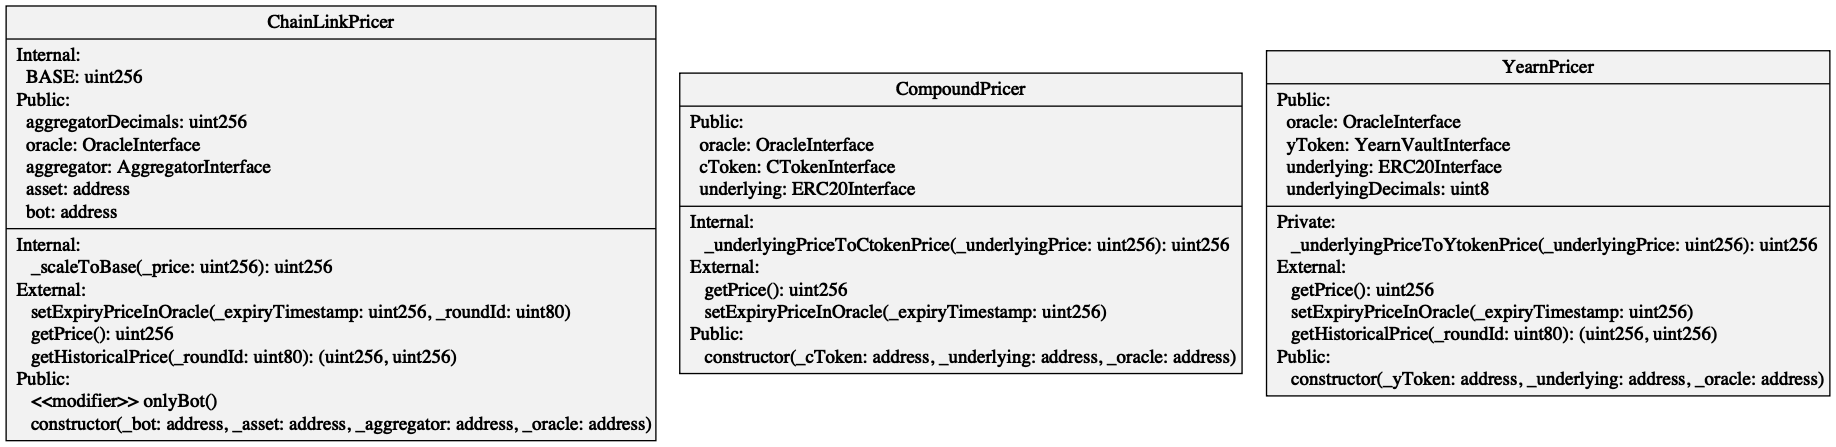 ChainLinkPricer
Internal:
BASE: uint256
Public:
aggregatorDecimals: uint256
oracle: OracleInterface
aggregator: AggregatorInterface
asset: address
bot: address
Internal:
_scaleToBase(_price: uint256): uint256
External:
setExpiryPriceInOracle(_expiryTimestamp: uint256, _roundId: uint80)
getPrice(): uint256
getHistoricalPrice(_roundId: uint80): (uint256, uint256)
Public:
<<modifier>> onlyBot()
constructor(_bot: address, _asset: address, _aggregator: address, _oracle: address)
CompoundPricer
Public:
oracle: OracleInterface
cToken: CTokenInterface
underlying: ERC20Interface
Internal:
_underlyingPriceToCtokenPrice(_underlyingPrice: uint256): uint256
External:
getPrice(): uint256
setExpiryPriceInOracle(_expiryTimestamp: uint256)
Public:
constructor(_cToken: address, _underlying: address, _oracle: address)
YearnPricer
Public:
oracle: OracleInterface
yToken: YearnVaultInterface
underlying: ERC20Interface
underlyingDecimals: uint8
Private:
_underlyingPriceToYtokenPrice(_underlyingPrice: uint256): uint256
External:
getPrice(): uint256
setExpiryPriceInOracle(_expiryTimestamp: uint256)
getHistoricalPrice(_roundId: uint80): (uint256, uint256)
Public:
constructor(_yToken: address, _underlying: address, _oracle: address)